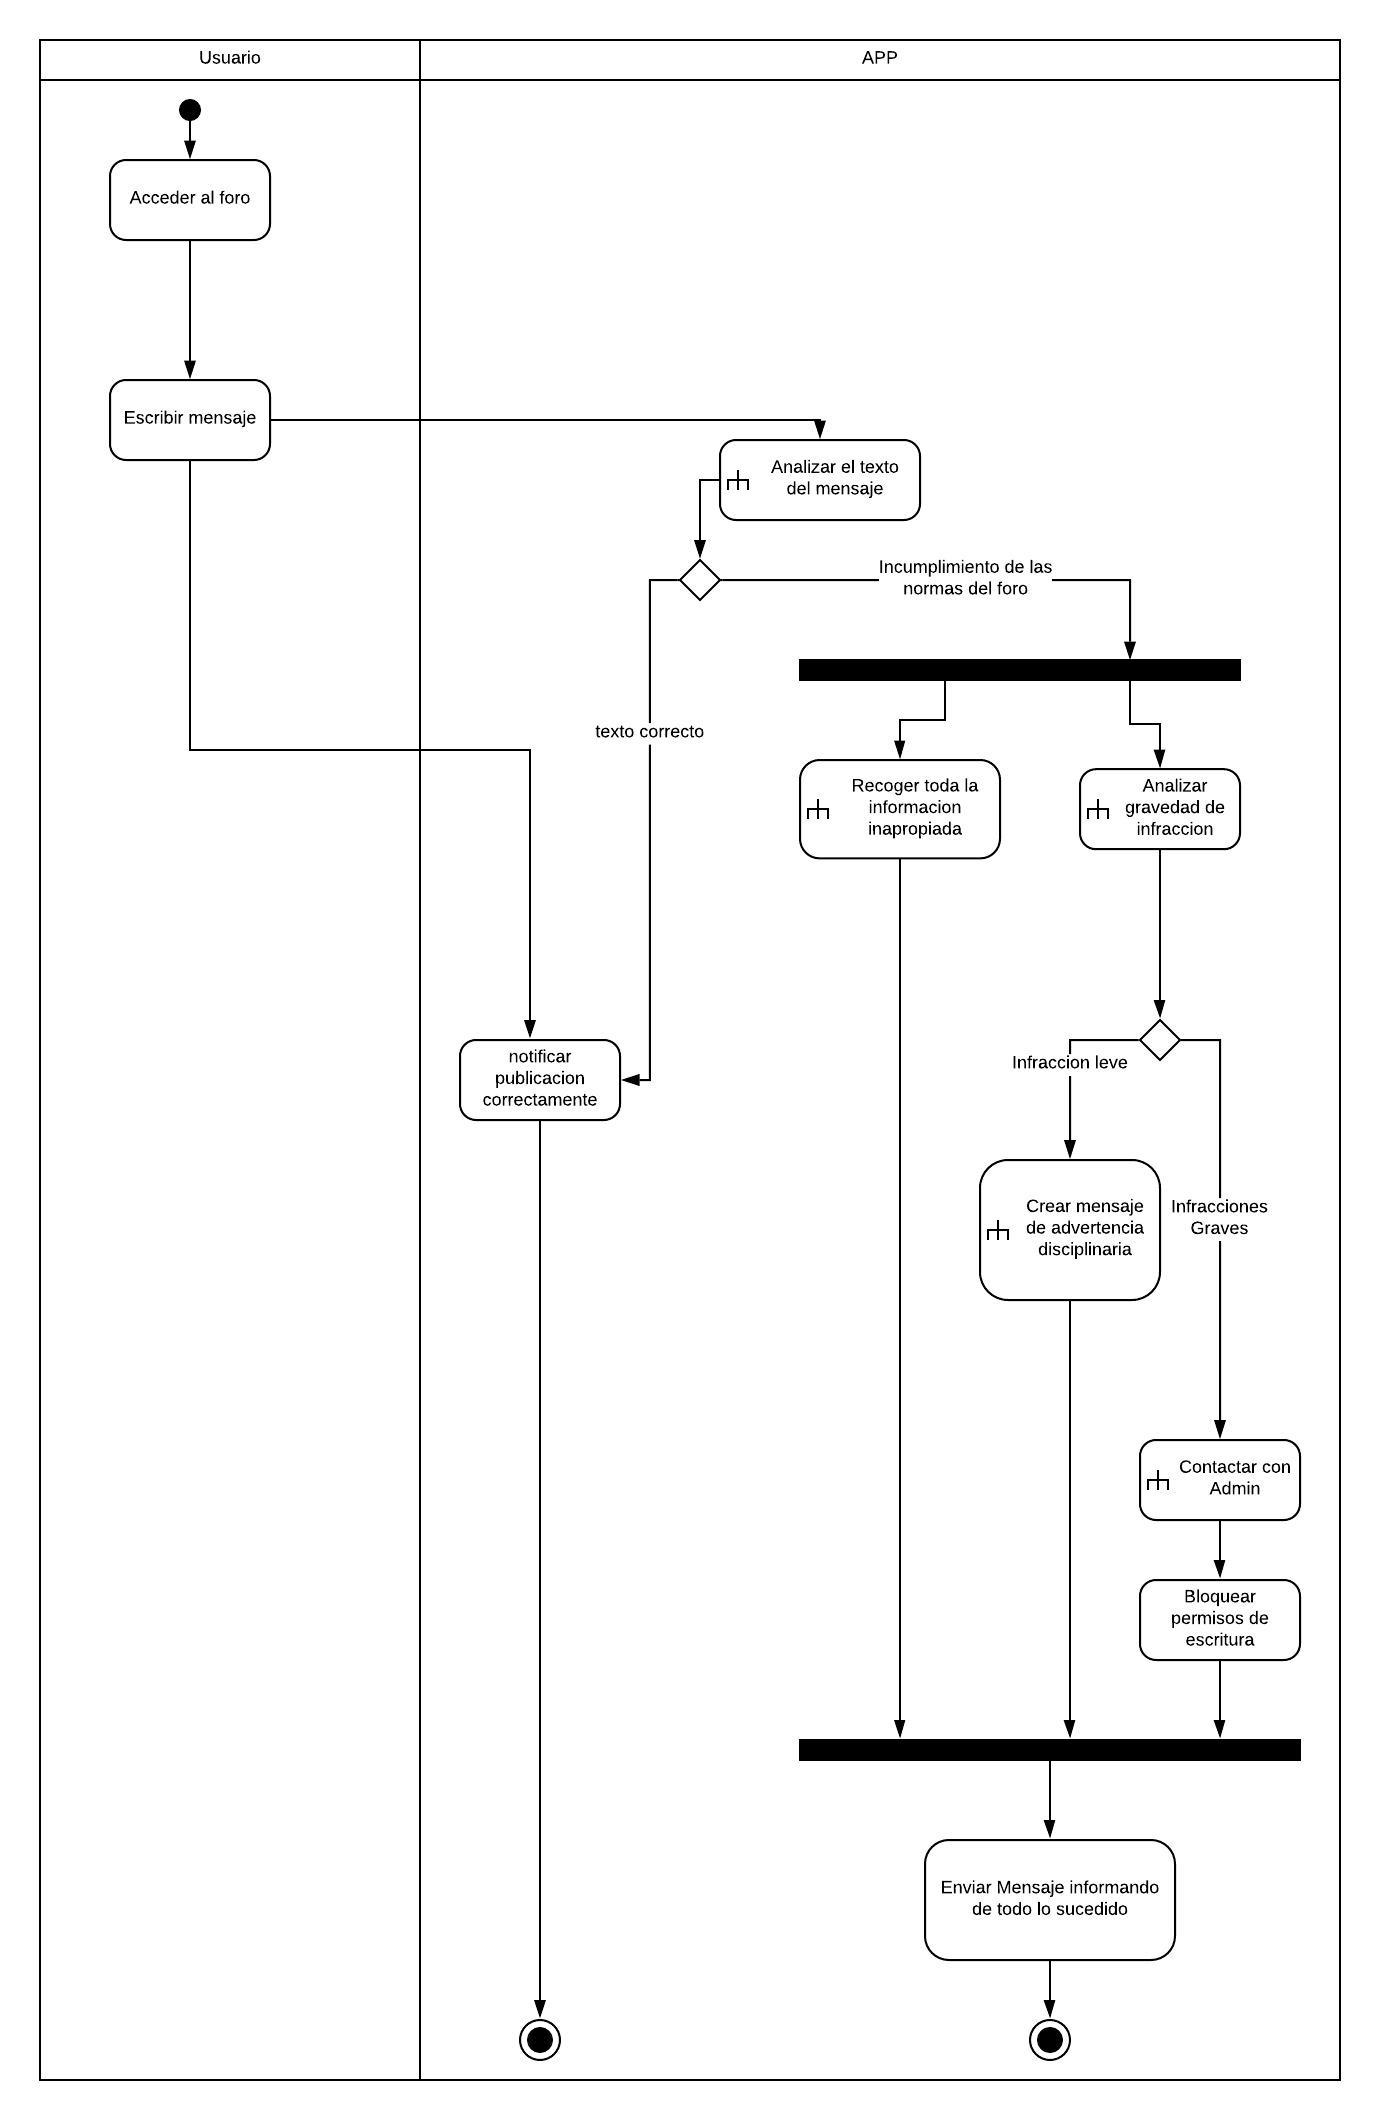 Usuario
APP
Acceder al foro
Escribir mensaje
Analizar el texto
del mensaje
Incumplimiento de las
normas del foro
texto correcto
Recoger toda la
informacion
inapropiada
Analizar
gravedad de
infraccion
notificar
publicacion
correctamente
Infraccion leve
Crear mensaje
de advertencia
disciplinaria
Infracciones
Graves
Contactar con
Admin
Bloquear
permisos de
escritura
Enviar Mensaje informando
de todo lo sucedido